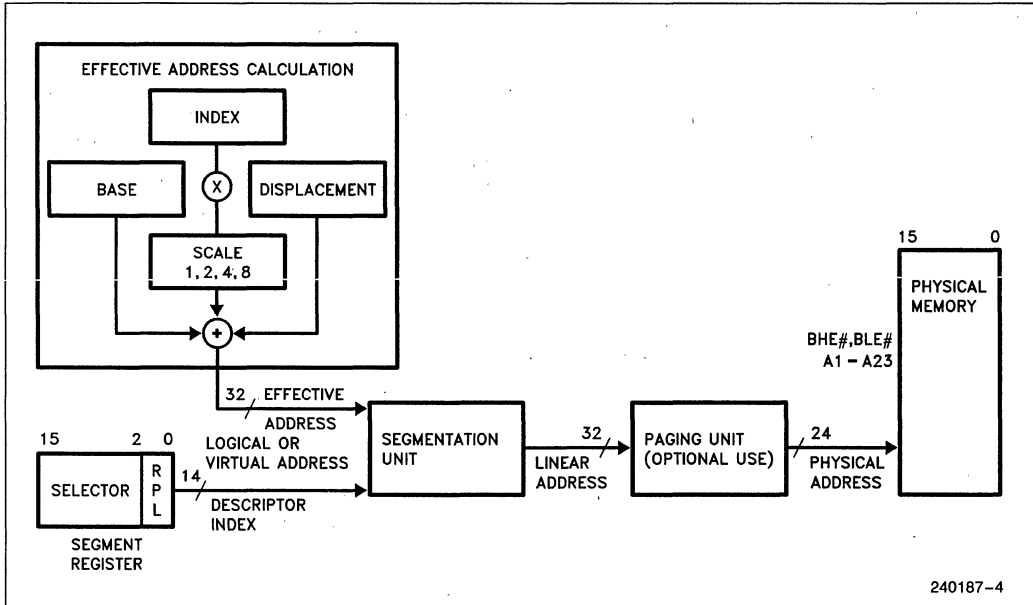 EFFECTIVE ADDRESS CALCULATION
INDEX
BASE
X
DISPLACEMENT
SCALE
1, 2, 4, 8
+
15 0
PHYSICAL
MEMORY
BHE#,BLE#
A1 – A23
32 EFFECTIVE
ADDRESS
LOGICAL OR
VIRTUAL ADDRESS
15 2 0
SELECTOR
R
P
L
14
DESCRIPTOR
INDEX
SEGMENT
REGISTER
SEGMENTATION
UNIT
32
LINEAR
ADDRESS
PAGING UNIT
(OPTIONAL USE)
24
PHYSICAL
ADDRESS
240187–4